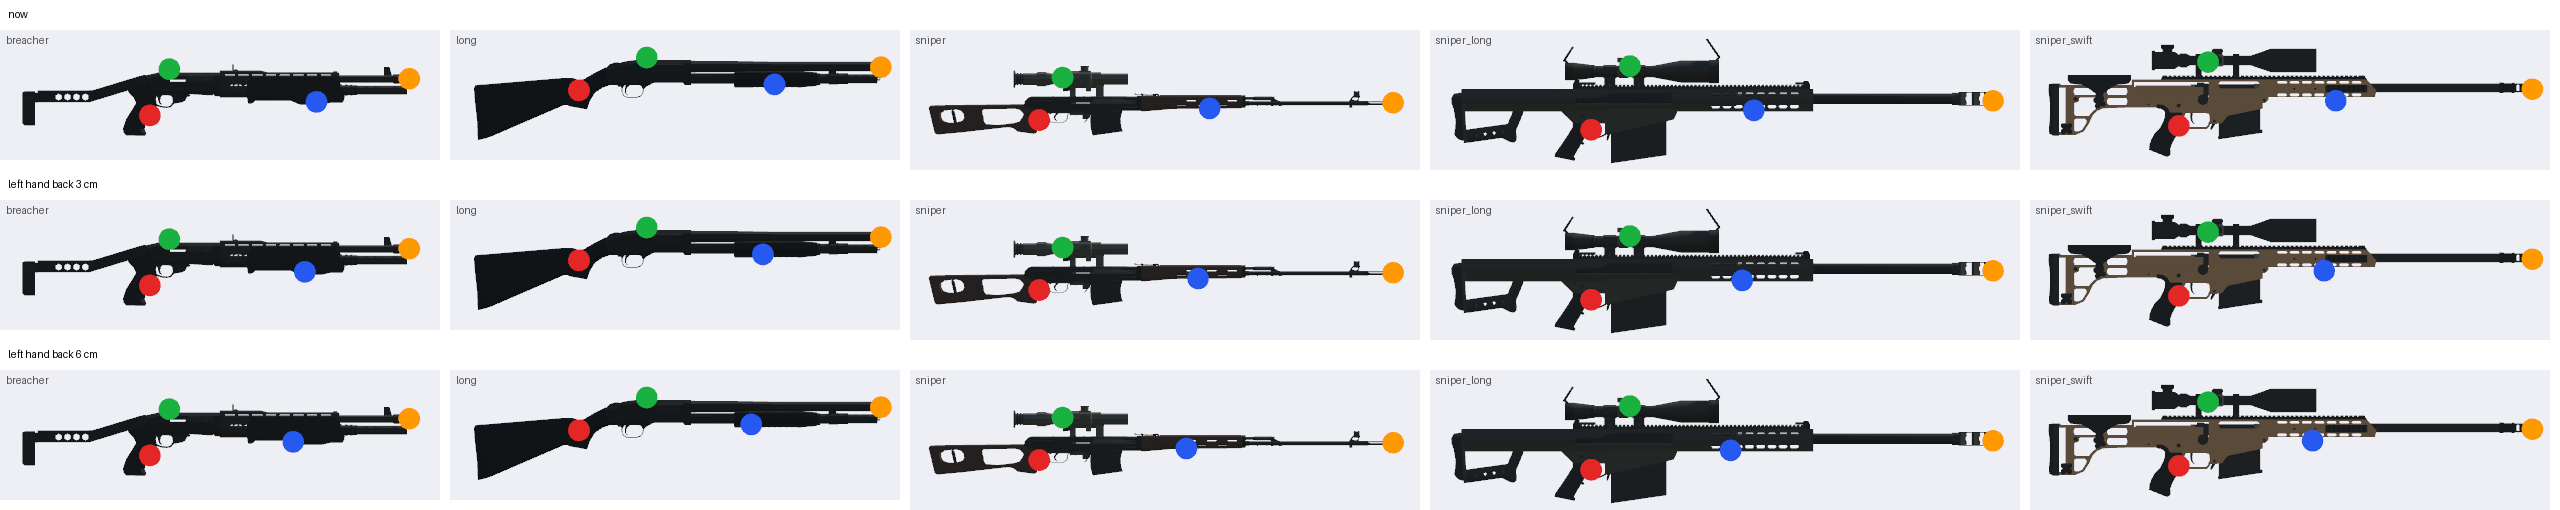 now
breacher
long
sniper
sniper_long
sniper_swift
left hand back 3 cm
breacher
long
sniper
sniper_long
sniper_swift
left hand back 6 cm
breacher
long
sniper
sniper_long
sniper_swift